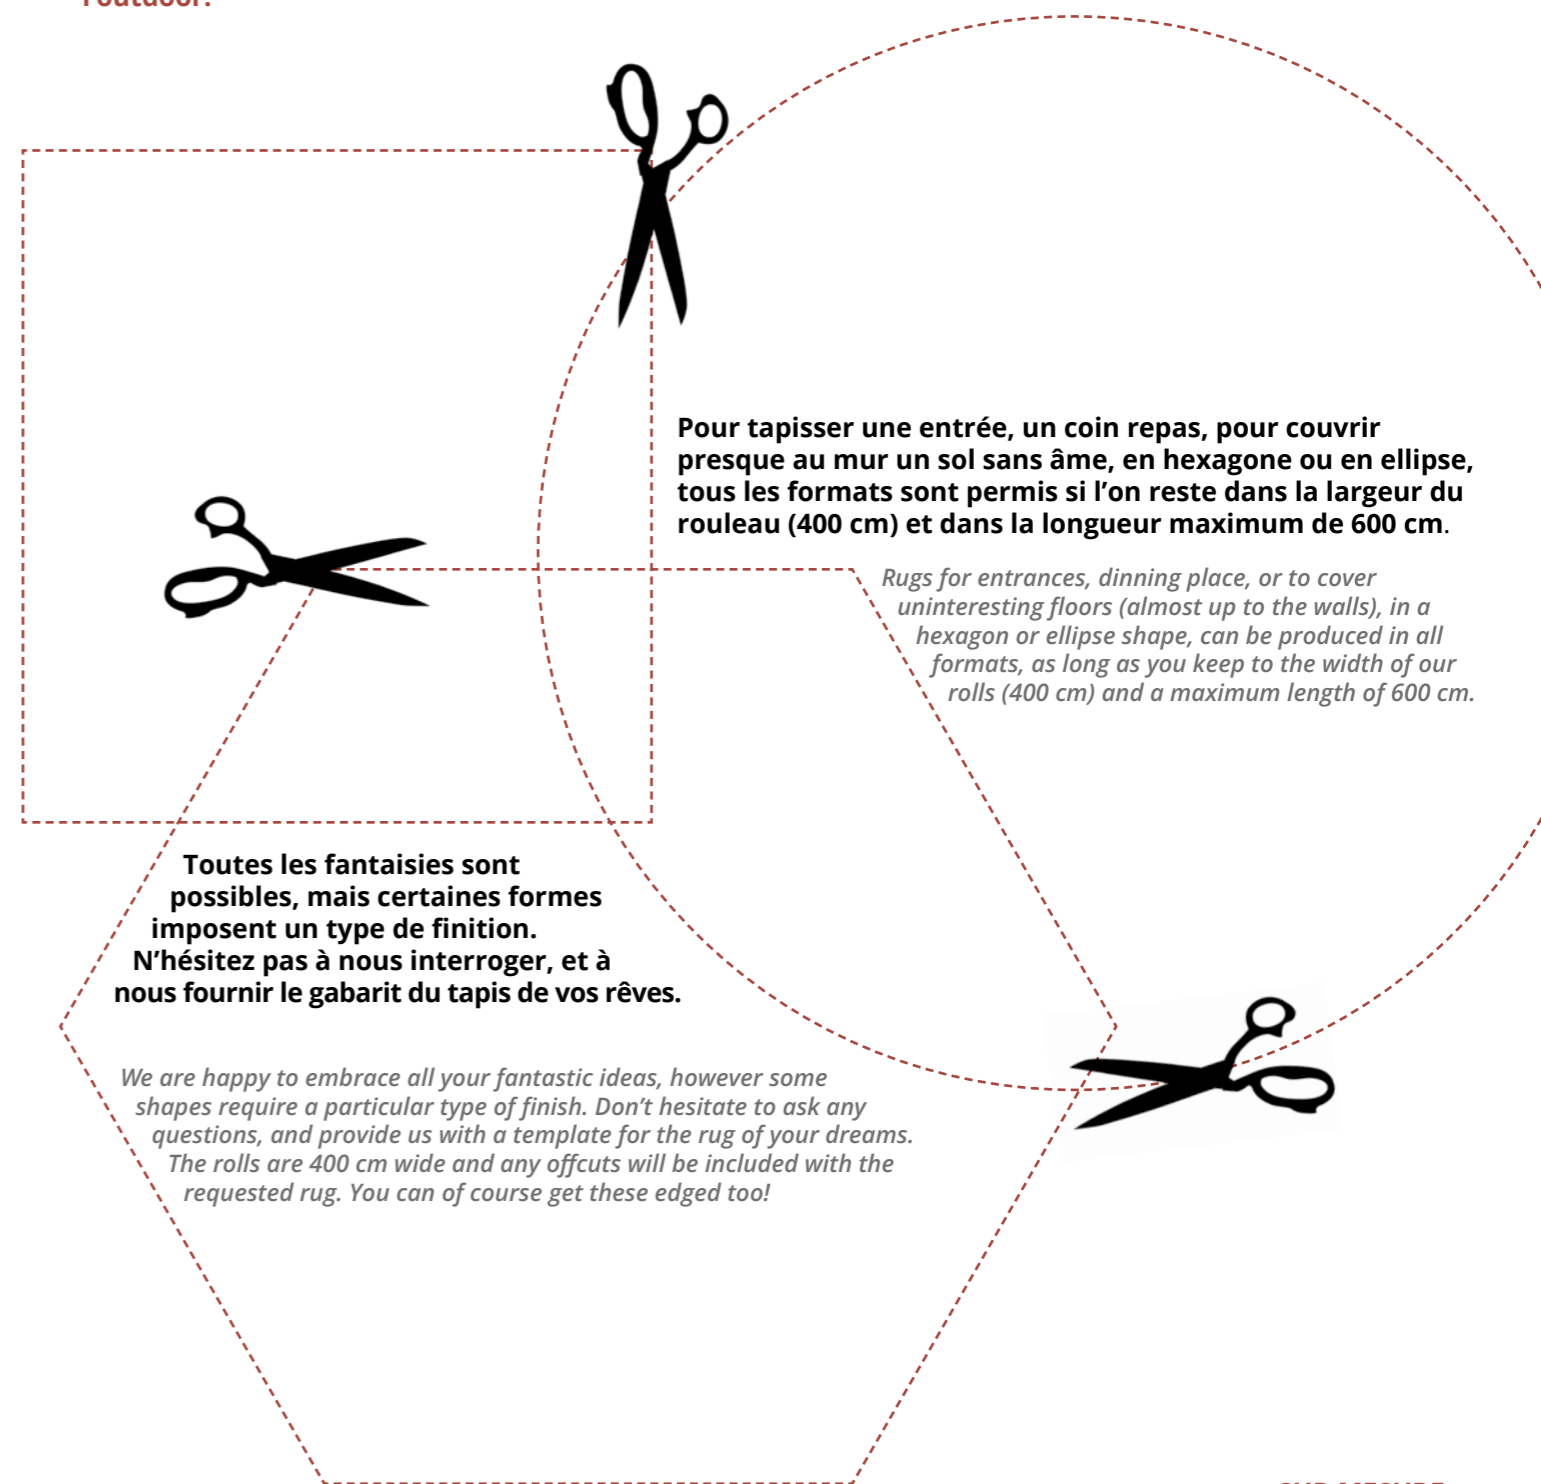 l'outdoor.
Pour tapisser une entrée, un coin repas, pour couvrir
presque au mur un sol sans âme, en hexagone ou en ellipse,
tous les formats sont permis si l’on reste dans la largeur du
rouleau (400 cm) et dans la longueur maximum de 600 cm.
Rugs for entrances, dinning place, or to cover
uninteresting floors (almost up to the walls), in a
hexagon or ellipse shape, can be produced in all
formats, as long as you keep to the width of our
rolls (400 cm) and a maximum length of 600 cm.
Toutes les fantaisies sont
possibles, mais certaines formes
imposent un type de finition.
N’hésitez pas à nous interroger, et à
nous fournir le gabarit du tapis de vos rêves.
We are happy to embrace all your fantastic ideas, however some
shapes require a particular type of finish. Don’t hesitate to ask any
questions, and provide us with a template for the rug of your dreams.
The rolls are 400 cm wide and any offcuts will be included with the
requested rug. You can of course get these edged too!
SUR MESURE